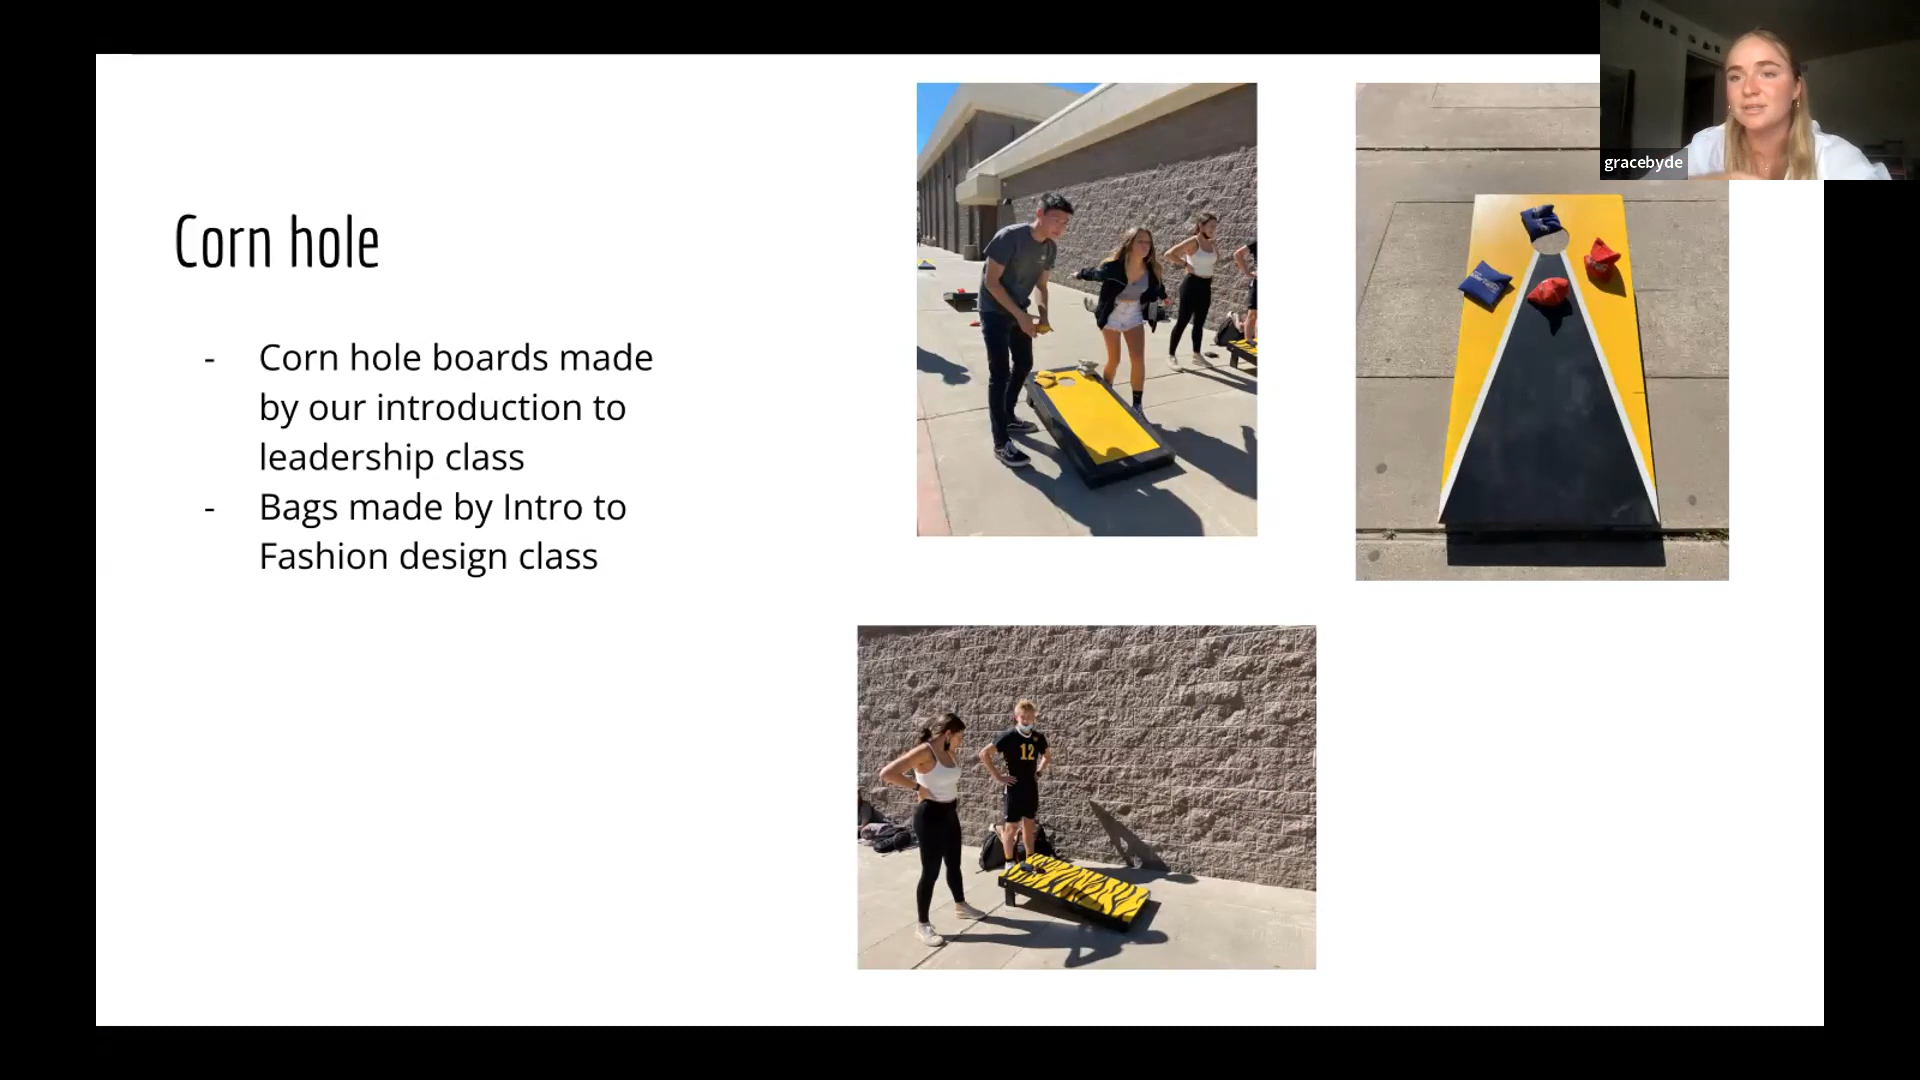 gracebyde
Corn hole
- Corn hole boards made
by our introduction to
leadership class
- Bags made by Intro to
Fashion design class
12